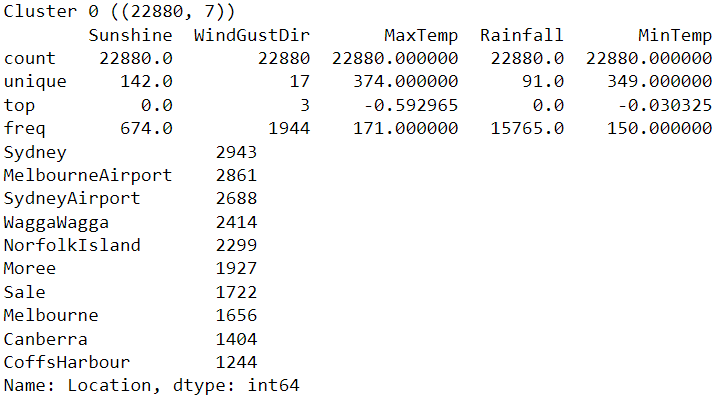 Cluster 0 ((22880, 7))
Sunshine WindGustDir MaxTemp Rainfall MinTemp
count 22880.0 22880 22880.000000 22880.0 22880.000000
unique 142.0 17 374.000000 91.0 349.000000
top 0.0 3 -0.592965 0.0 -0.030325
freq 674.0 1944 171.000000 15765.0 150.000000
Sydney 2943
MelbourneAirport 2861
SydneyAirport 2688
WaggaWagga 2414
NorfolkIsland 2299
Moree 1927
Sale 1722
Melbourne 1656
Canberra 1404
CoffsHarbour 1244
Name: Location, dtype: int64